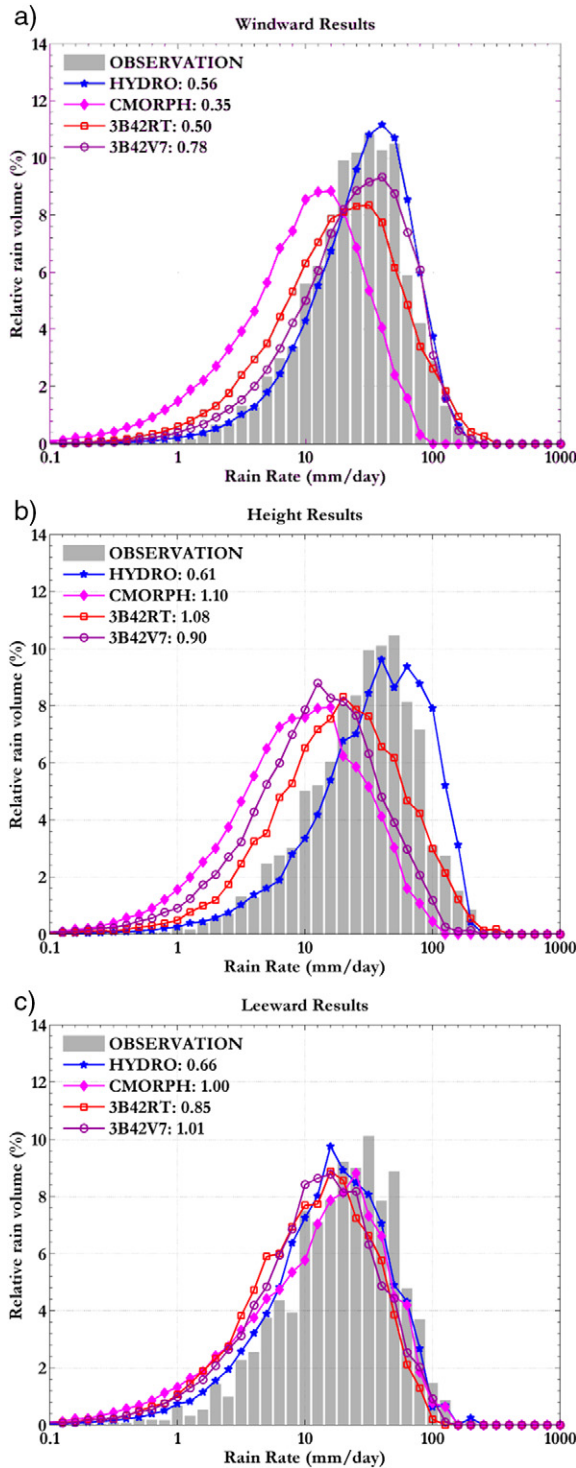 a)
Windward Results
14
12
10
8
6
4
2
0
Relative rain volume (%)
OBSERVATION
HYDRO: 0.56
CMORPH: 0.35
3B42RT: 0.50
3B42V7: 0.78
0.1 1 10 100 1000
Rain Rate (mm/day)
b)
Height Results
14
12
10
8
6
4
2
0
Relative rain volume (%)
OBSERVATION
HYDRO: 0.61
CMORPH: 1.10
3B42RT: 1.08
3B42V7: 0.90
0.1 1 10 100 1000
Rain Rate (mm/day)
c)
Leeward Results
14
12
10
8
6
4
2
0
Relative rain volume (%)
OBSERVATION
HYDRO: 0.66
CMORPH: 1.00
3B42RT: 0.85
3B42V7: 1.01
0.1 1 10 100 1000
Rain Rate (mm/day)